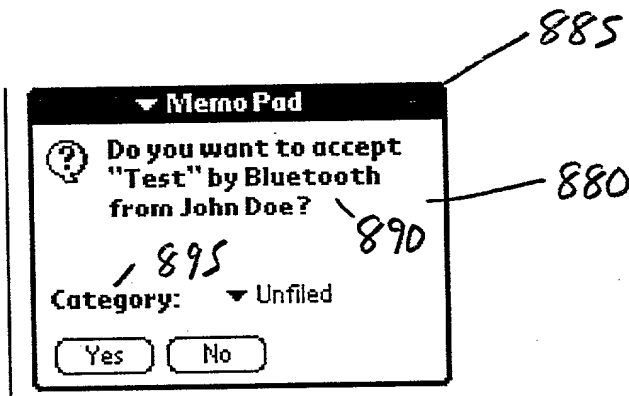 885
Memo Pad
Do you want to accept
"Test" by Bluetooth
from John Doe?
880
890
895
Category: Unfiled
Yes No